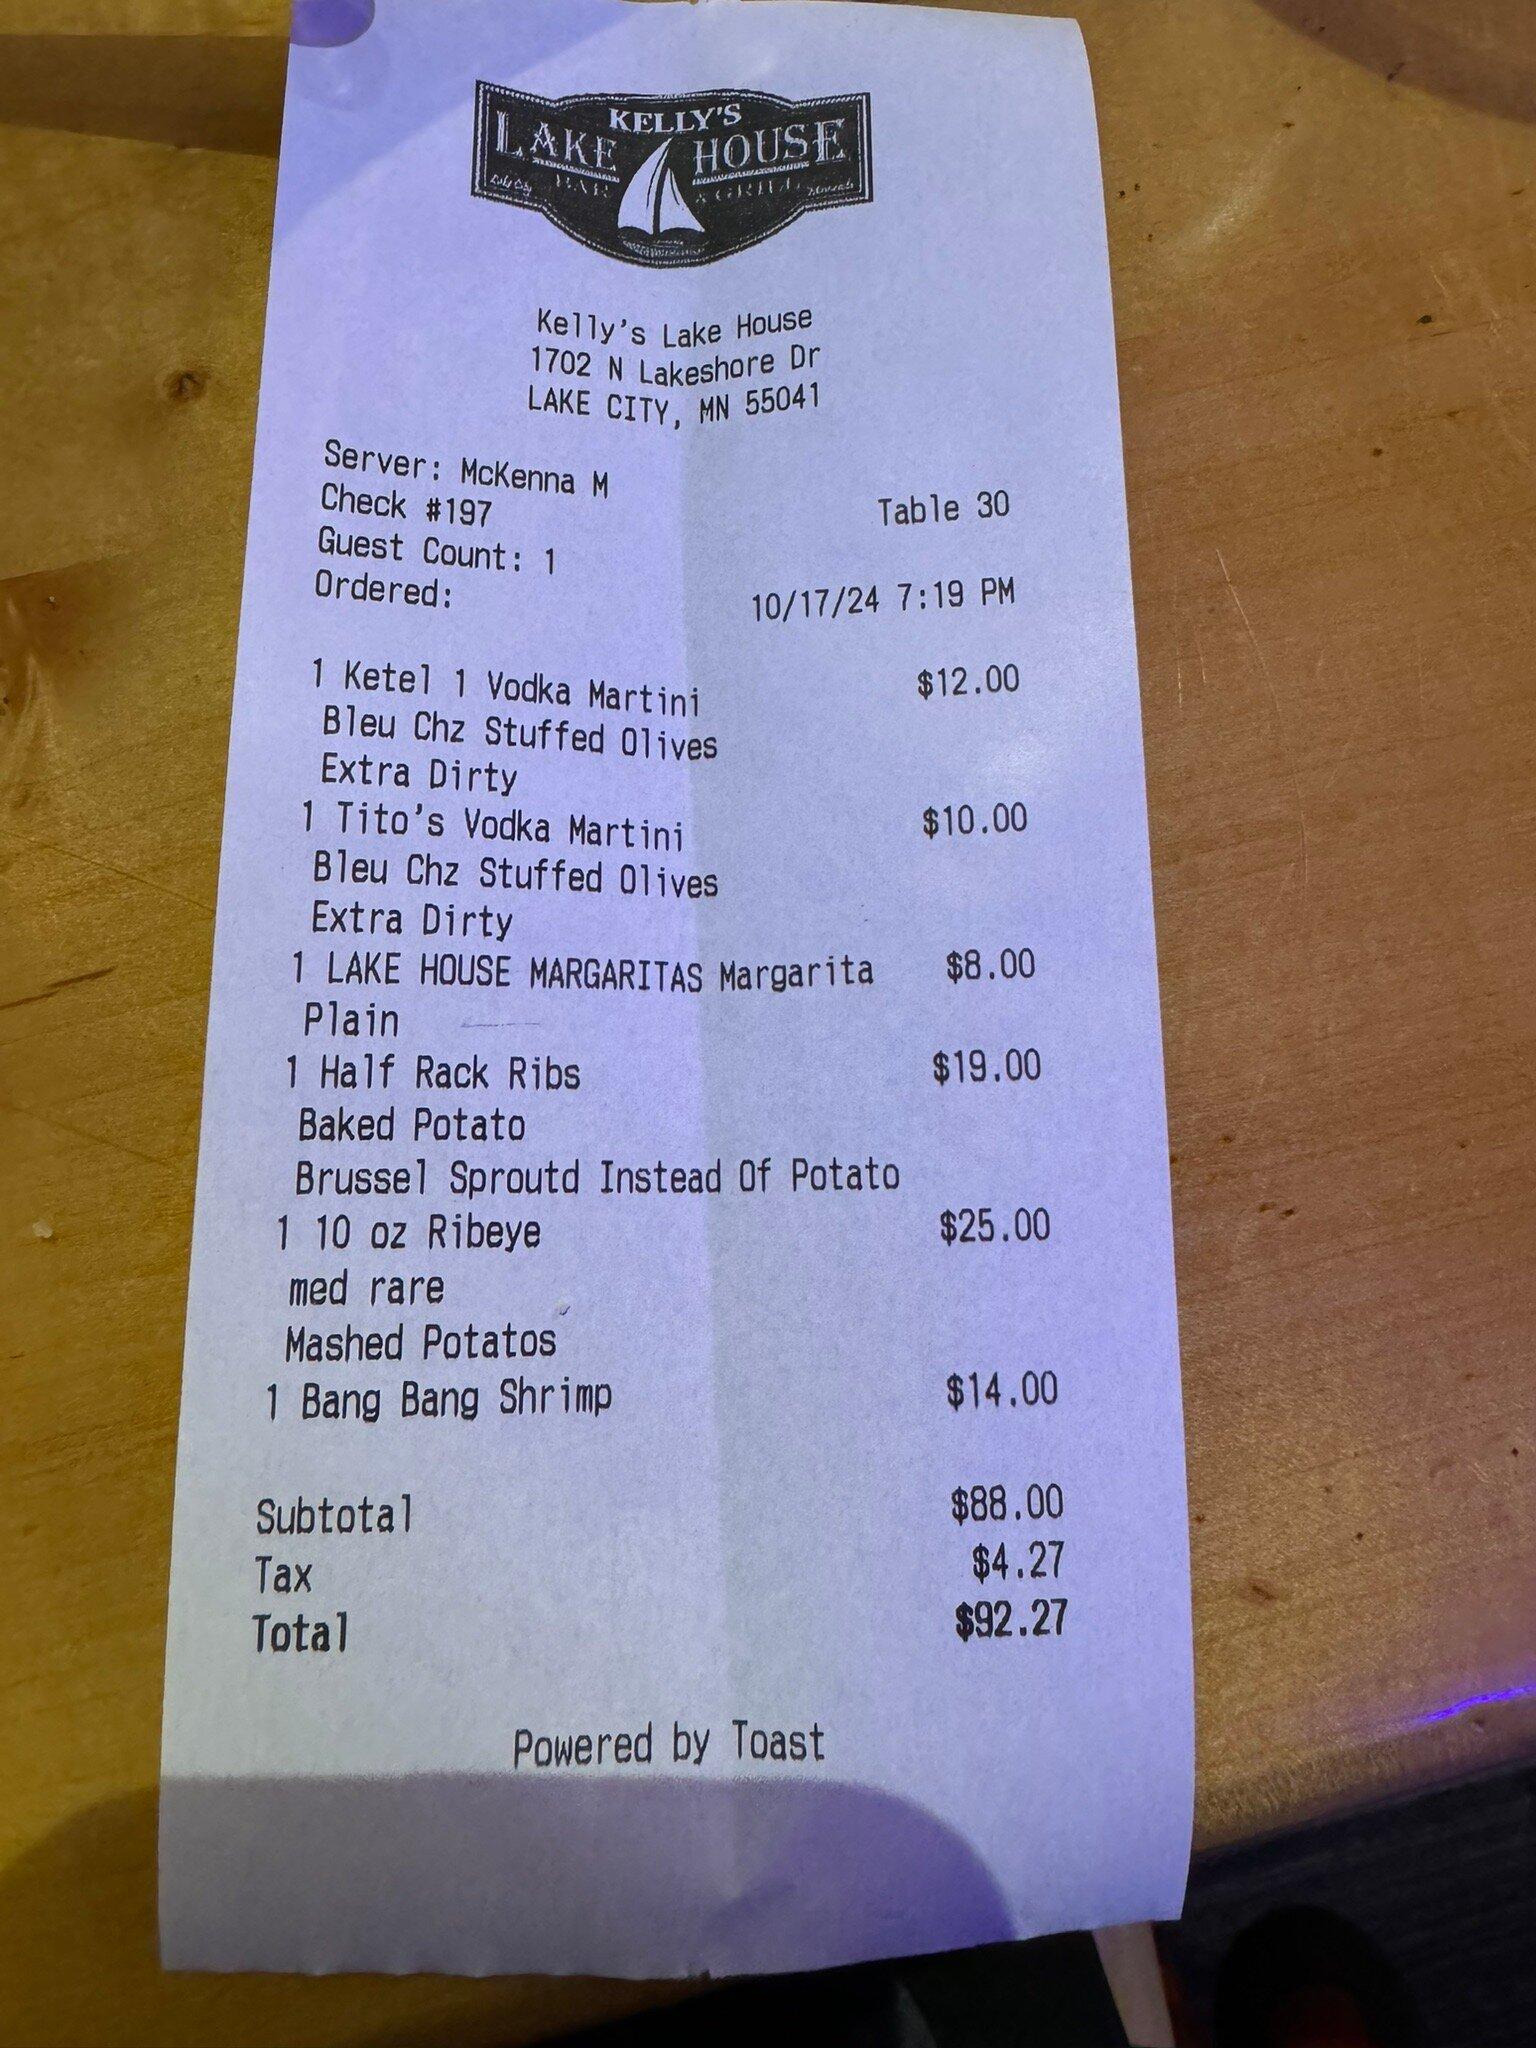 KELLY'S
LAKE HOUSE
BAR & GRILL
Kelly's Lake House
1702 N Lakeshore Dr
LAKE CITY, MN 55041
Server: McKenna M
Check #197 Table 30
Guest Count: 1
Ordered: 10/17/24 7:19 PM
1 Ketel 1 Vodka Martini $12.00
Bleu Chz Stuffed Olives
Extra Dirty
1 Tito's Vodka Martini $10.00
Bleu Chz Stuffed Olives
Extra Dirty
1 LAKE HOUSE MARGARITAS Margarita $8.00
Plain
1 Half Rack Ribs $19.00
Baked Potato
Brussel Sproutd Instead Of Potato
1 10 oz Ribeye $25.00
med rare
Mashed Potatos
1 Bang Bang Shrimp $14.00
Subtotal $88.00
Tax $4.27
Total $92.27
Powered by Toast